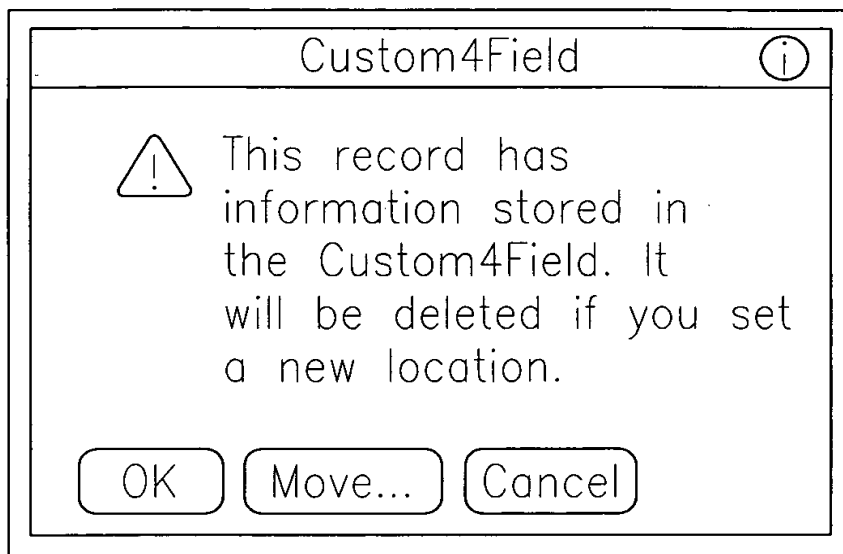 Custom4Field
This record has
information stored in
the Custom4Field. It
will be deleted if you set
a new location.
OK Move... Cancel